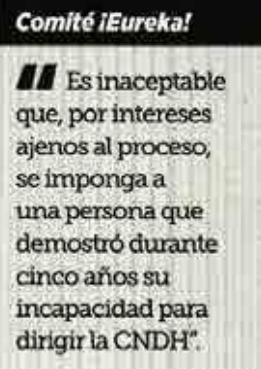 Comité ¡Eureka!
" Es inaceptable
que, por intereses
ajenos al proceso,
se imponga a
una persona que
demostró durante
cinco años su
incapacidad para
dirigir la CNDH".